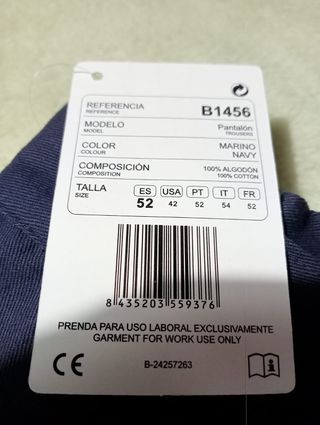 REFERENCIA B1456
REFERENCE
MODELO Pantalón
MODEL TROUSERS
COLOR MARINO
COLOUR NAVY
COMPOSICIÓN 100% ALGODÓN
COMPOSITION 100% COTTON
TALLA ES USA PT IT FR
SIZE 52 42 52 54 52
8 435203 559376
PRENDA PARA USO LABORAL EXCLUSIVAMENTE
GARMENT FOR WORK USE ONLY
CE B-24257263 i